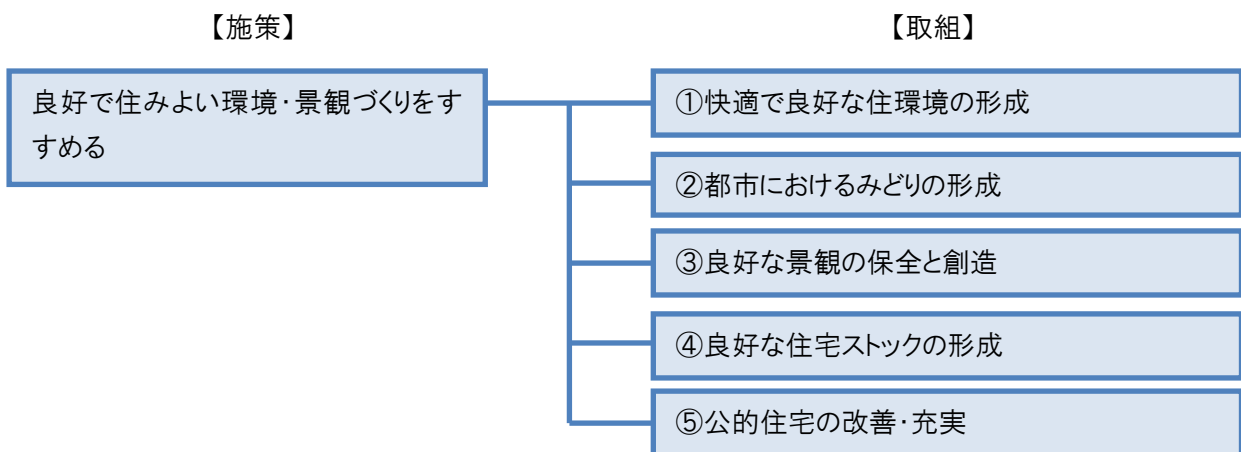 【施策】
【取組】
良好で住みよい環境・景観づくりをす
すめる
①快適で良好な住環境の形成
②都市におけるみどりの形成
③良好な景観の保全と創造
④良好な住宅ストックの形成
⑤公的住宅の改善・充実